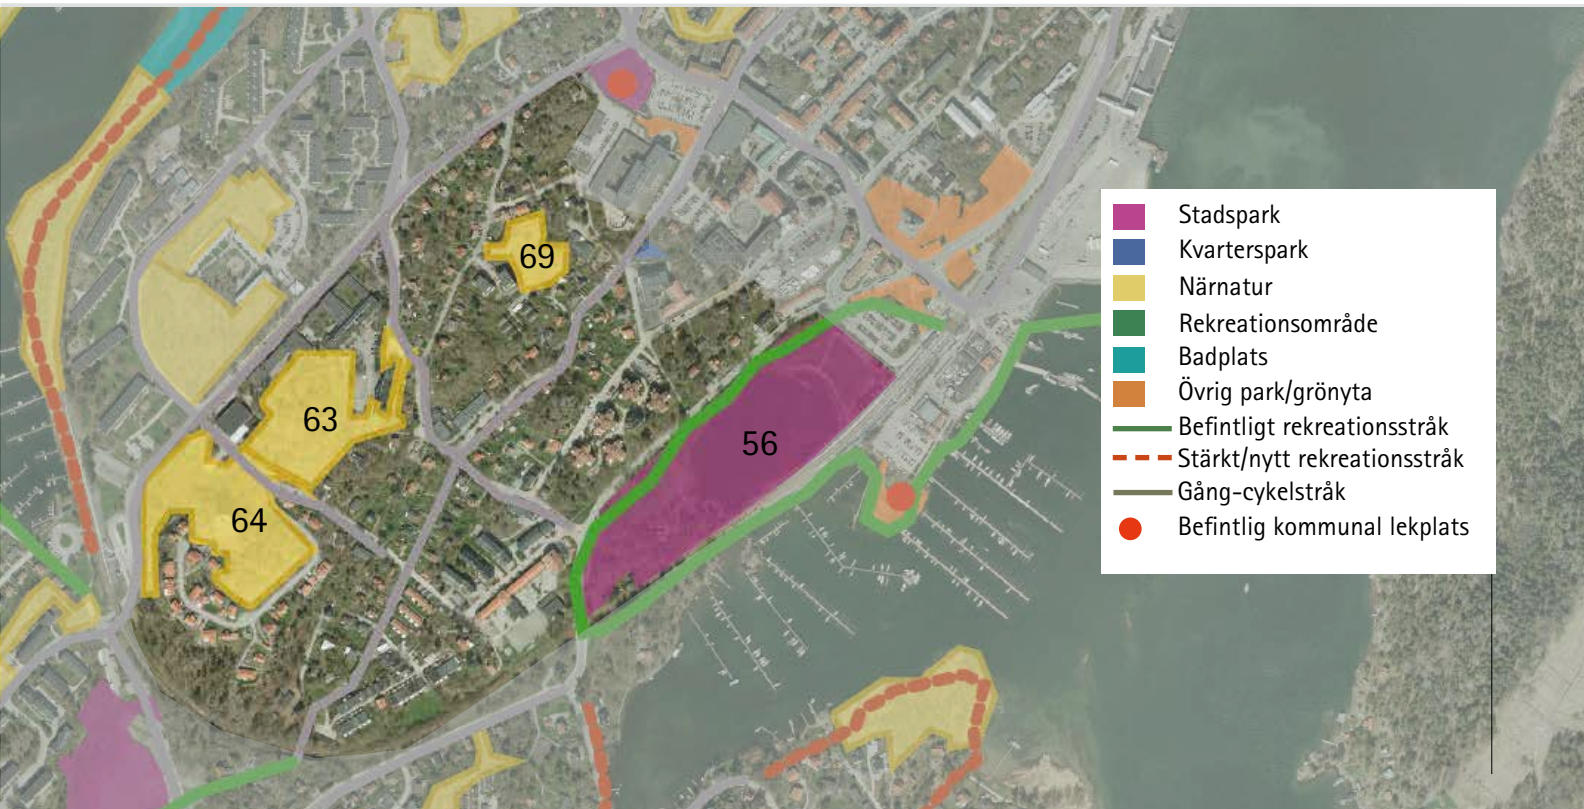 69
63
56
64
Stadspark
Kvarterspark
Närnatur
Rekreationsområde
Badplats
Övrig park/grönyta
Befintligt rekreationsstråk
Stärkt/nytt rekreationsstråk
Gång-cykelstråk
Befintlig kommunal lekplats